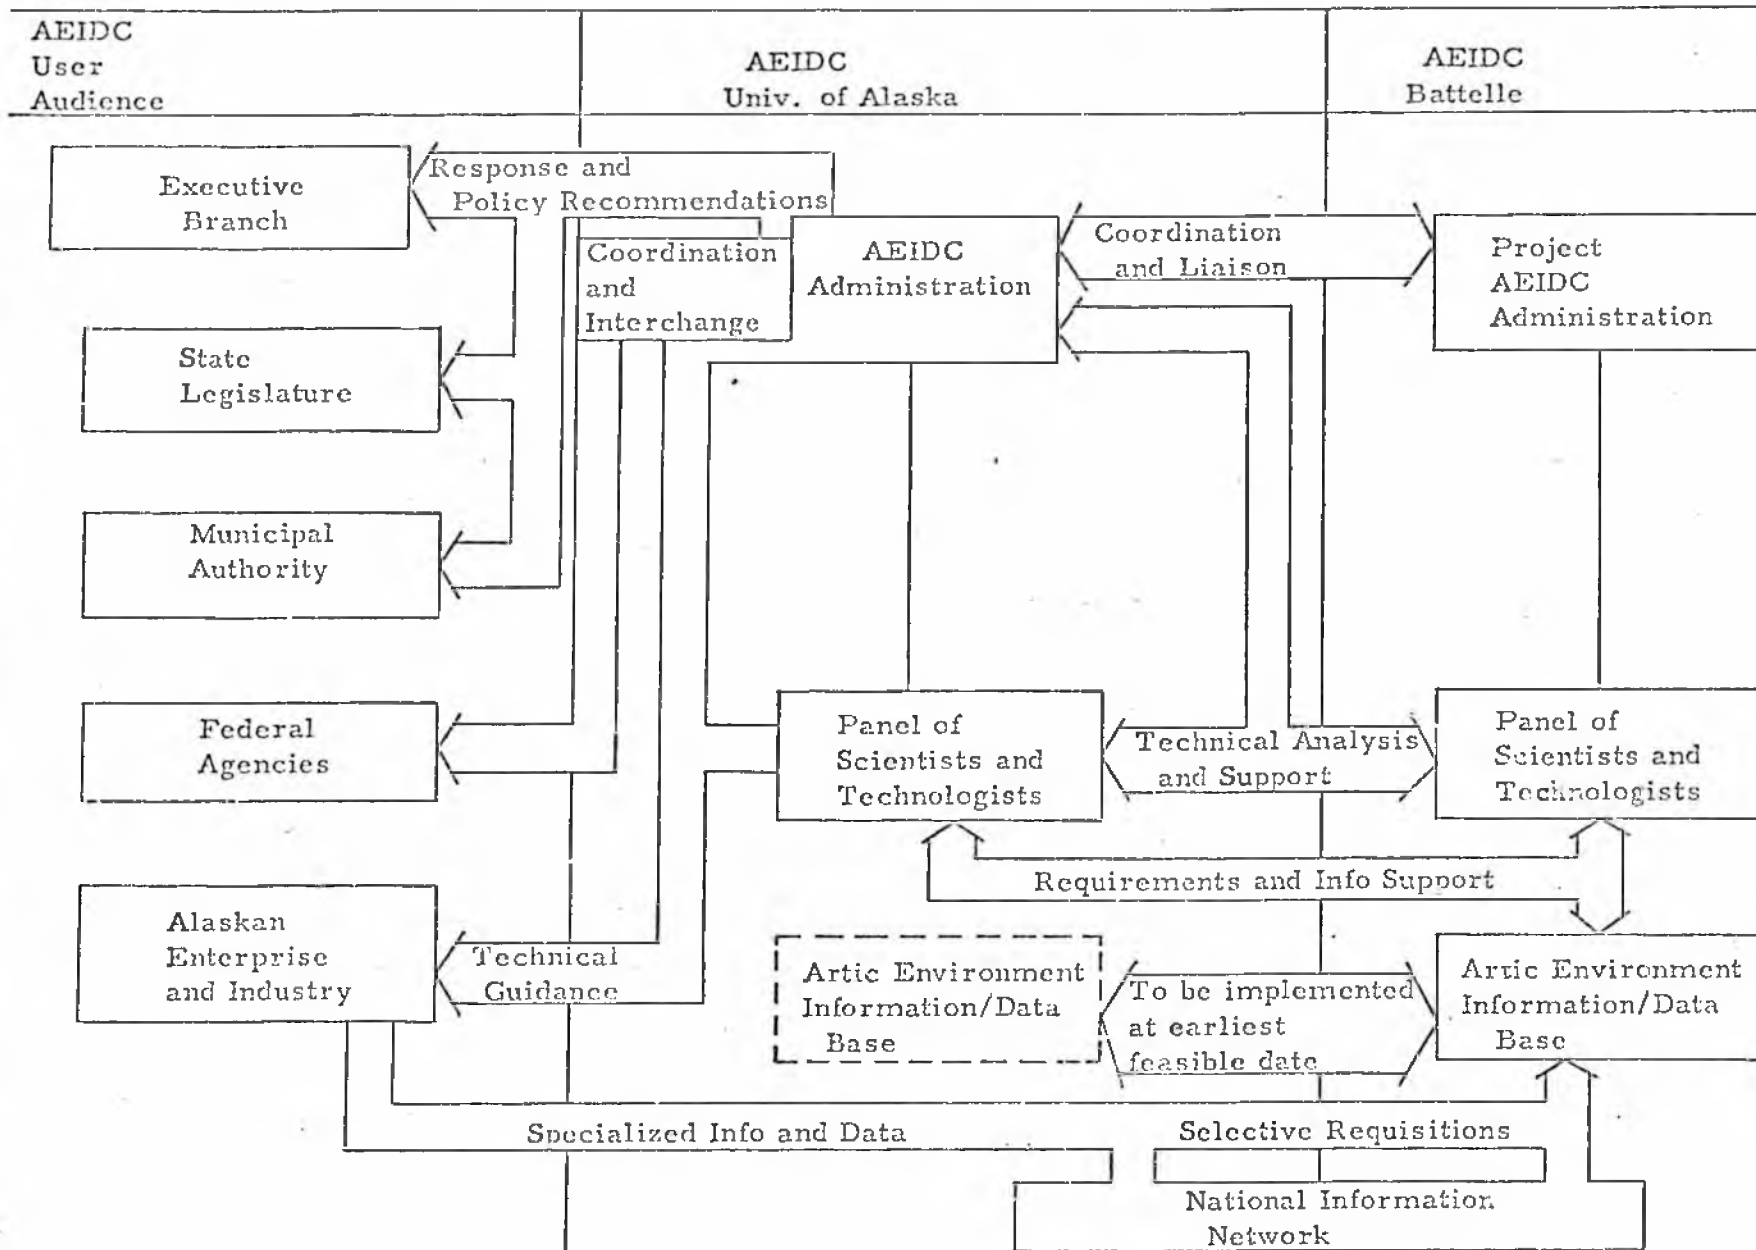 AEIDC
User
Audience
AEIDC
Univ. of Alaska
AEIDC
Battelle
Executive
Branch
Response and
Policy Recommendations
Coordination
and
Interchange
AEIDC
Administration
Coordination
and Liaison
Project
AEIDC
Administration
State
Legislature
Municipal
Authority
Federal
Agencies
Panel of
Scientists and
Technologists
Technical Analysis
and Support
Panel of
Scientists and
Technologists
Requirements and Info Support
Alaskan
Enterprise
and Industry
Technical
Guidance
Artic Environment
Information/Data
Base
To be implemented
at earliest
feasible date
Artic Environment
Information/Data
Base
Specialized Info and Data
Selective Requisitions
National Information
Network